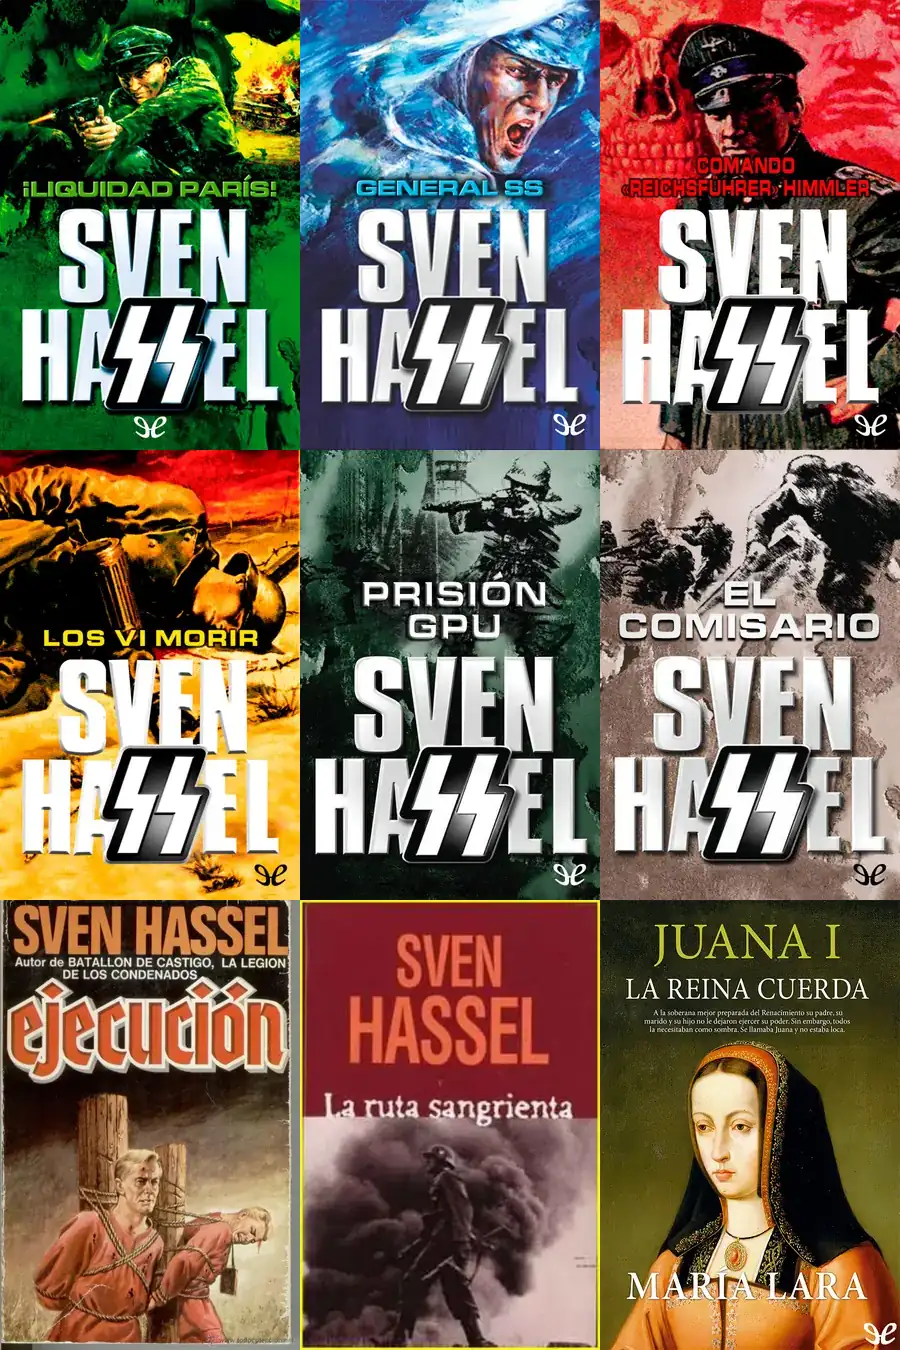 ¡LIQUIDAD PARÍS!
SVEN
HASSEL
GENERAL SS
SVEN
HASSEL
COMANDO
«REICHSFÜHRER» HIMMLER
SVEN
HASSEL
LOS VI MORIR
SVEN
HASSEL
PRISIÓN
GPU
SVEN
HASSEL
EL
COMISARIO
SVEN
HASSEL
SVEN HASSEL
Autor de BATALLON DE CASTIGO, LA LEGION
DE LOS CONDENADOS
ejecución
SVEN
HASSEL
La ruta sangrienta
JUANA I
LA REINA CUERDA
A la soberana mejor preparada del Renacimiento su padre, su
marido y su hijo no le dejaron ejercer su poder. Sin embargo, todos
la necesitaban como sombra. Se llamaba Juana y no estaba loca.
MARÍA LARA